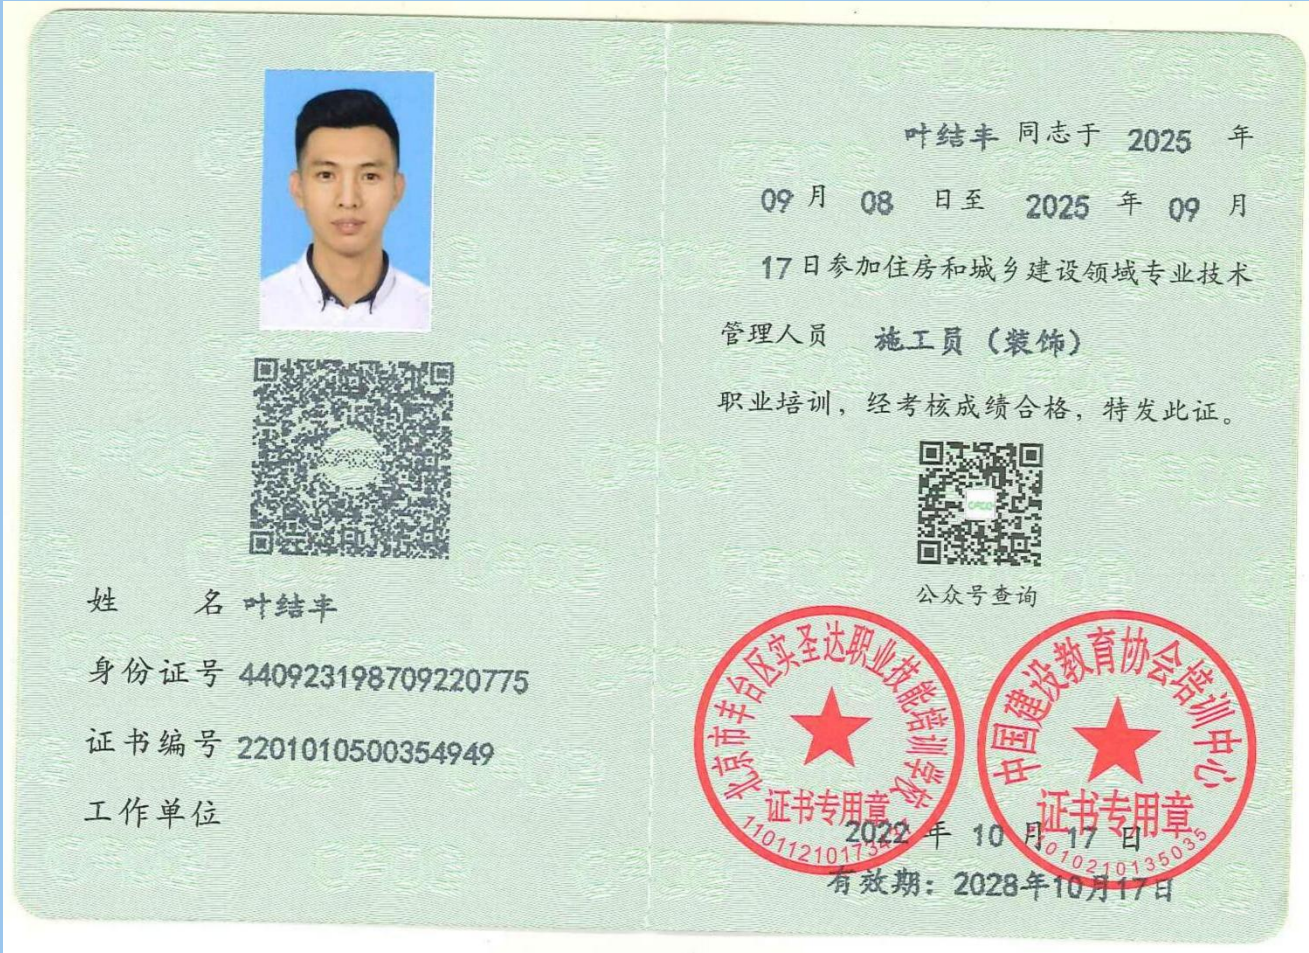 姓 名 叶结丰
身份证号 440923198709220775
证书编号 2201010500354949
工作单位
叶结丰 同志于 2025 年
09 月 08 日至 2025 年 09 月
17 日参加住房和城乡建设领域专业技术
管理人员 施工员（装饰）
职业培训，经考核成绩合格，特发此证。
CACQ
公众号查询
北京市丰台区实圣达职业技能培训学校
证书专用章
中国建设教育协会培训中心
证书专用章
11010210135035
2022 年 10 月 17 日
有效期：2028年10月17日